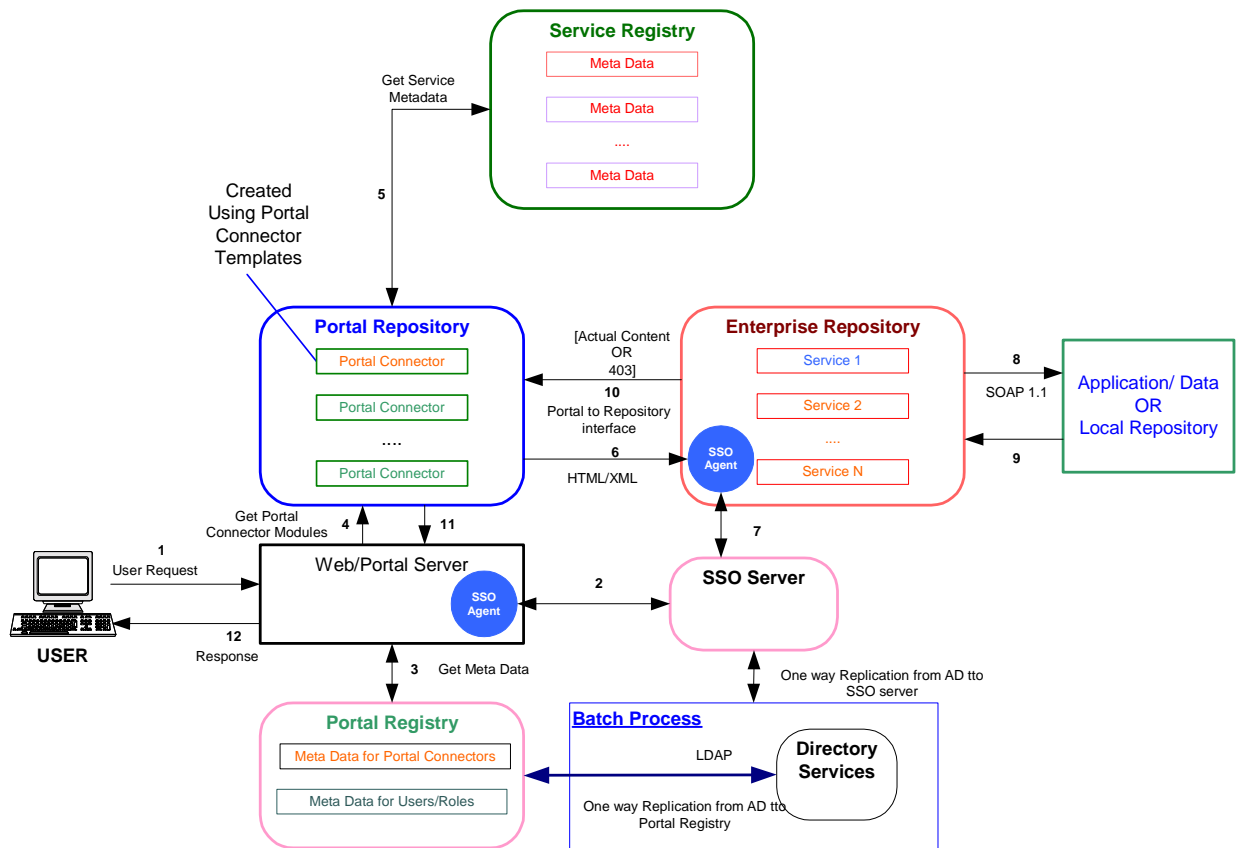 Service Registry
Meta Data
Meta Data
....
Meta Data
Get Service
Metadata
5
Created
Using Portal
Connector
Templates
Portal Repository
Portal Connector
Portal Connector
....
Portal Connector
[Actual Content
OR
403]
10
Portal to Repository
interface
6
HTML/XML
Enterprise Repository
Service 1
Service 2
....
Service N
SSO
Agent
8
SOAP 1.1
9
Application/ Data
OR
Local Repository
Get Portal
Connector Modules
4
11
7
1
User Request
Web/Portal Server
SSO
Agent
2
SSO Server
12
Response
USER
3
Get Meta Data
One way Replication from AD tto
SSO server
Portal Registry
Meta Data for Portal Connectors
Meta Data for Users/Roles
Batch Process
LDAP
Directory
Services
One way Replication from AD tto
Portal Registry